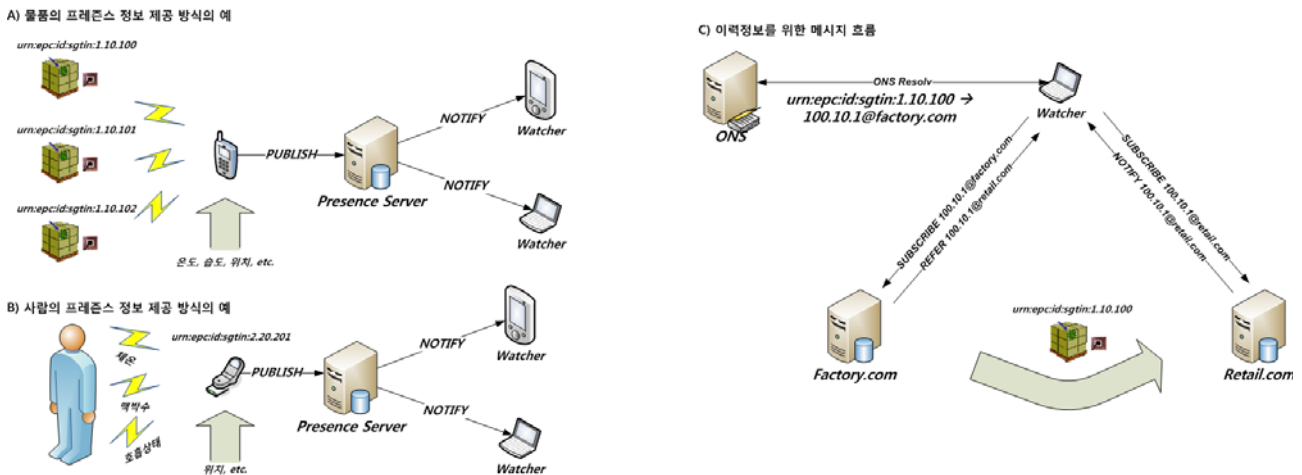 A) 물품의 프레즌스 정보 제공 방식의 예
urn:epc:id:sgtin:1.10.100
urn:epc:id:sgtin:1.10.101
urn:epc:id:sgtin:1.10.102
PUBLISH
Presence Server
NOTIFY
Watcher
NOTIFY
Watcher
온도, 습도, 위치, etc.
B) 사람의 프레즌스 정보 제공 방식의 예
urn:epc:id:sgtin:2.20.201
체온
맥박수
호흡상태
PUBLISH
Presence Server
NOTIFY
Watcher
NOTIFY
Watcher
위치, etc.
C) 이력정보를 위한 메시지 흐름
ONS Resolv
urn:epc:id:sgtin:1.10.100 →
100.10.1@factory.com
ONS
Watcher
SUBSCRIBE 100.10.1@factory.com
REFER 100.10.1@retail.com
SUBSCRIBE 100.10.1@retail.com
NOTIFY 100.10.1@retail.com
urn:epc:id:sgtin:1.10.100
Factory.com
Retail.com